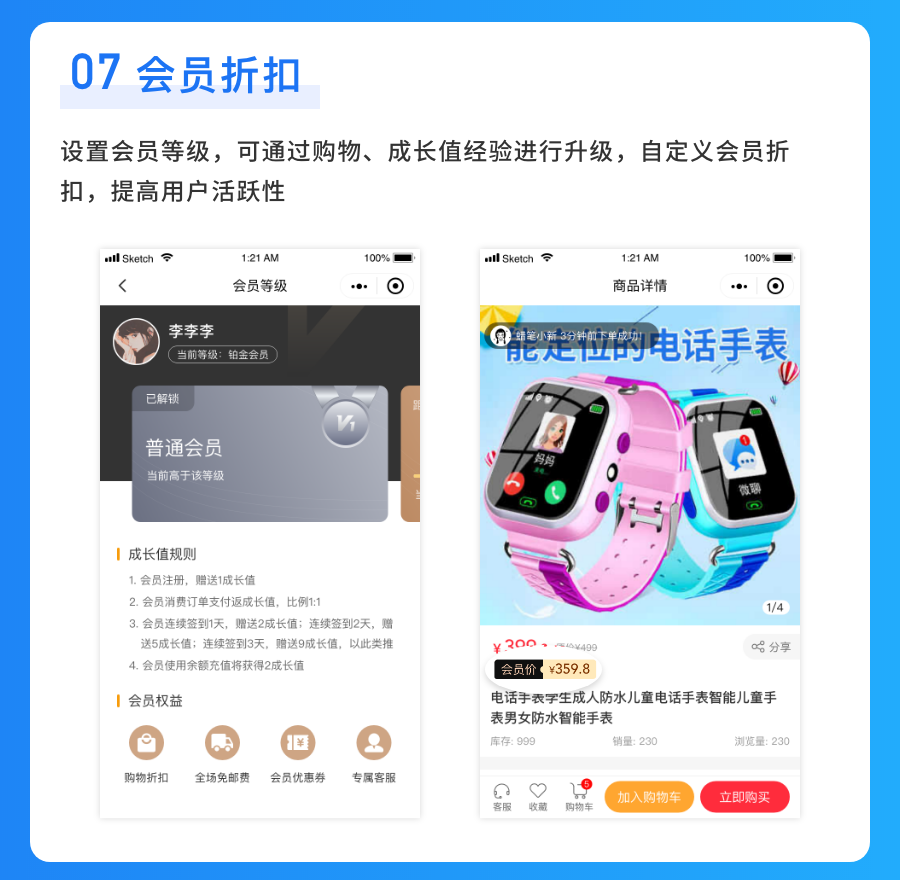 07 会员折扣
设置会员等级，可通过购物、成长值经验进行升级，自定义会员折
扣，提高用户活跃性
Sketch 1:21 AM 100%
会员等级
李李李
当前等级：铂金会员
已解锁
V1
普通会员
当前高于该等级
成长值规则
1. 会员注册，赠送1成长值
2. 会员消费订单支付返成长值，比例1:1
3. 会员连续签到1天，赠送2成长值；连续签到2天，赠
送5成长值；连续签到3天，赠送9成长值，以此类推
4. 会员使用余额充值将获得2成长值
会员权益
购物折扣 全场免邮费 会员优惠券 专属客服
Sketch 1:21 AM 100%
商品详情
蜡笔小新 3分钟前下单成功!
能定位的电话手表
妈妈
1
微聊
1/4
¥499
分享
会员价 ¥359.8
电话手表学生成人防水儿童电话手表智能儿童手
表男女防水智能手表
库存: 999 销量: 230 浏览量: 230
客服 收藏 购物车 5 加入购物车 立即购买